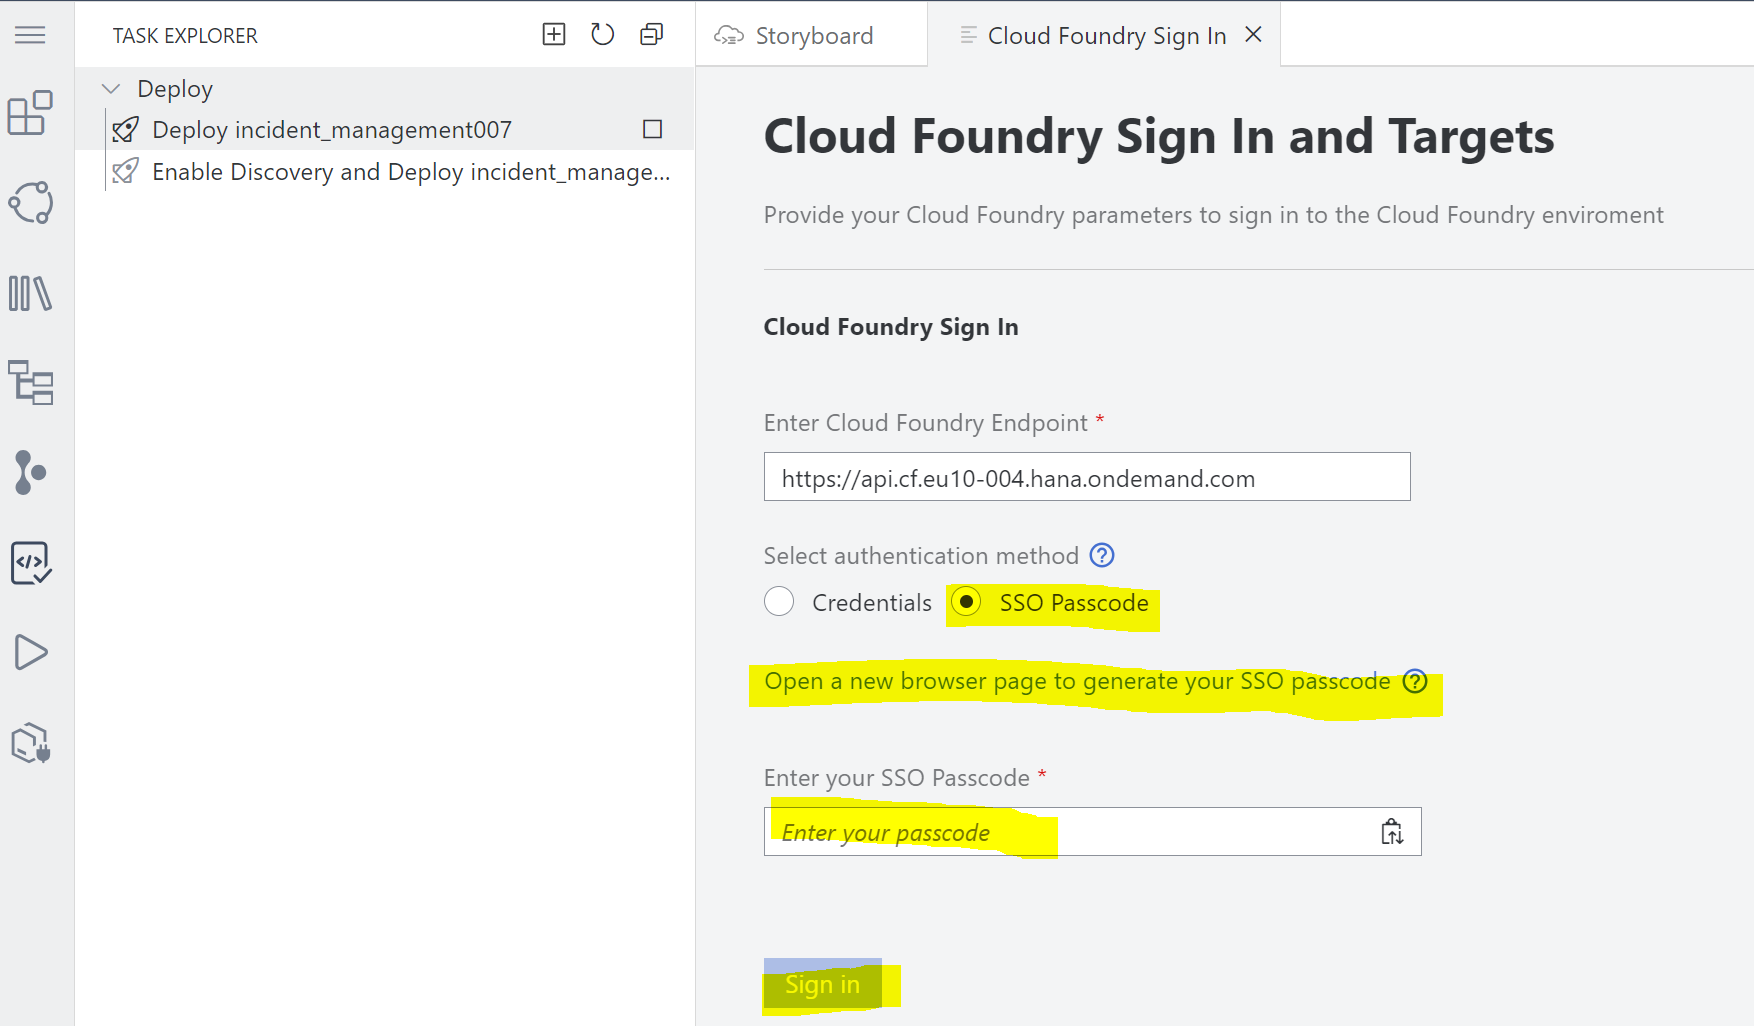 TASK EXPLORER
Deploy
Deploy incident_management007
Enable Discovery and Deploy incident_manage...
Storyboard
Cloud Foundry Sign In
Cloud Foundry Sign In and Targets
Provide your Cloud Foundry parameters to sign in to the Cloud Foundry enviroment
Cloud Foundry Sign In
Enter Cloud Foundry Endpoint *
https://api.cf.eu10-004.hana.ondemand.com
Select authentication method
Credentials
SSO Passcode
Open a new browser page to generate your SSO passcode
Enter your SSO Passcode *
Enter your passcode
Sign in